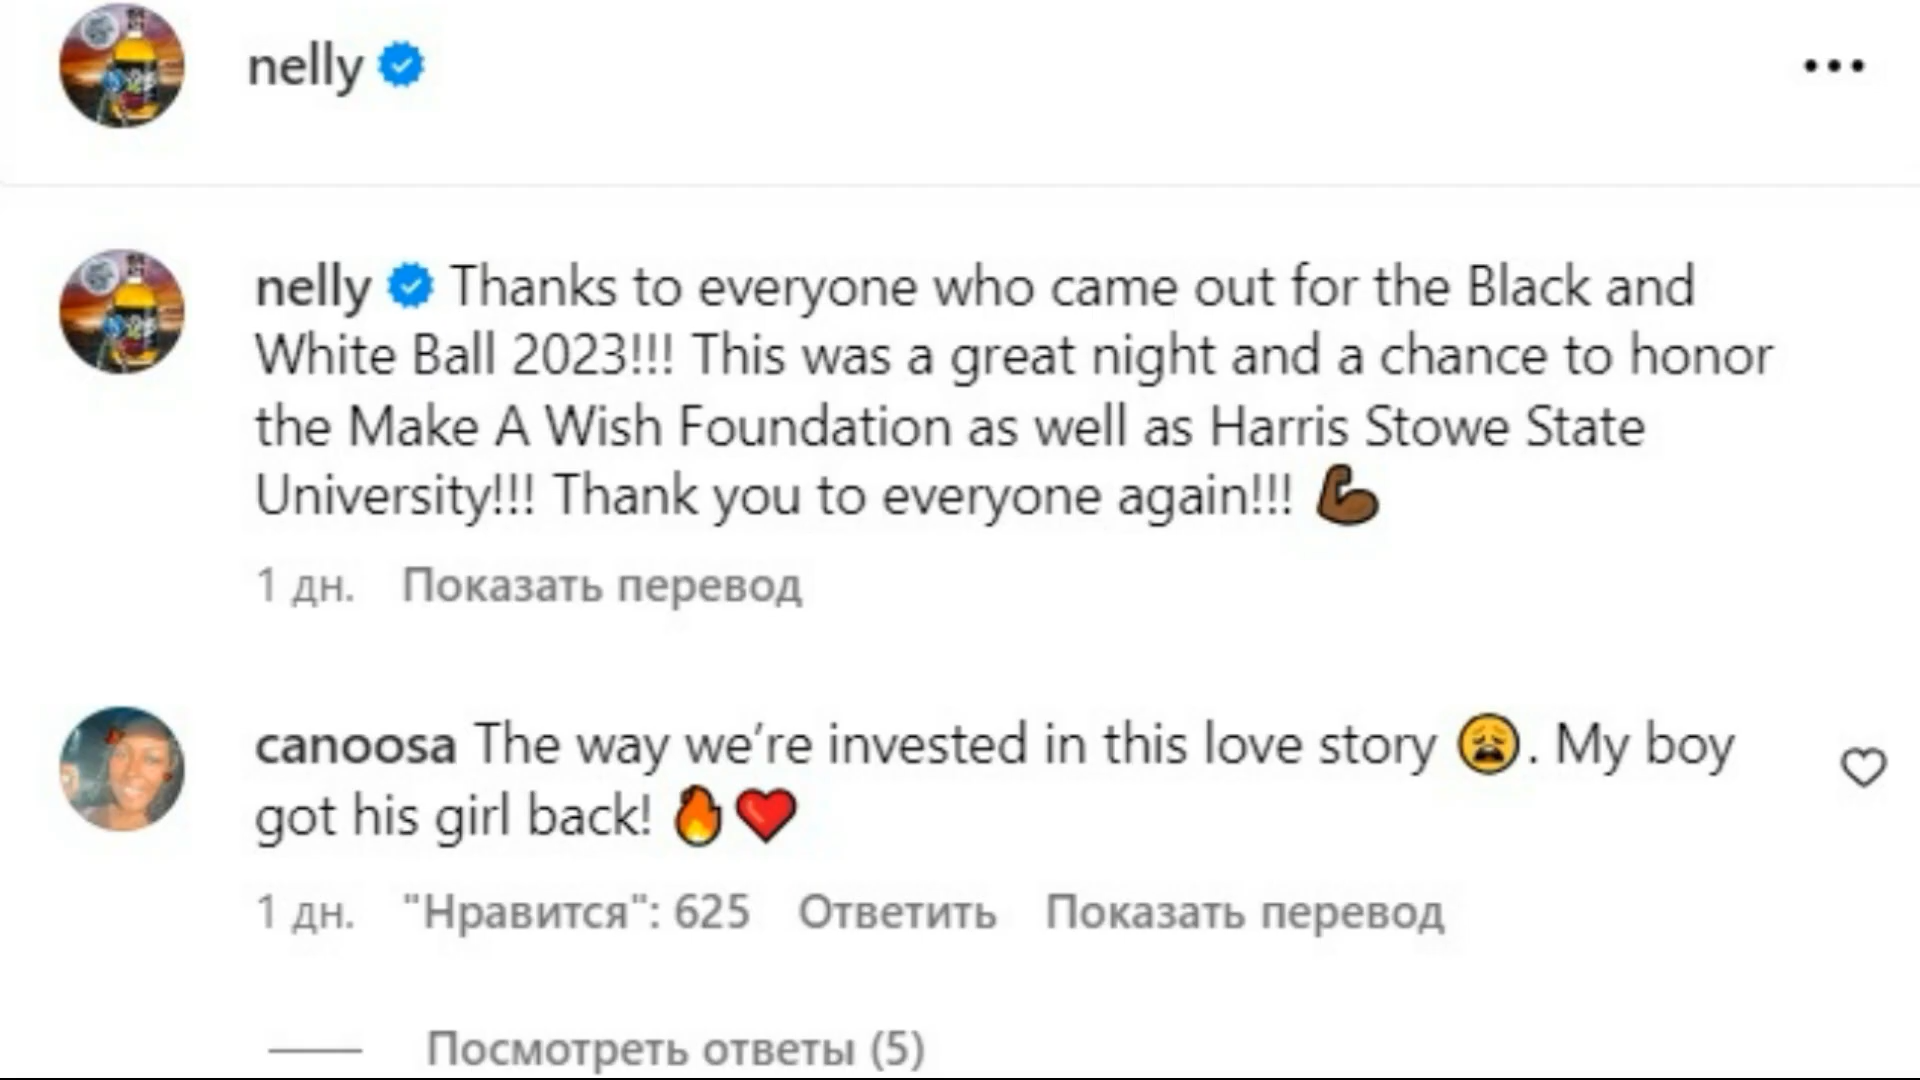 nelly
nelly Thanks to everyone who came out for the Black and
White Ball 2023!!! This was a great night and a chance to honor
the Make A Wish Foundation as well as Harris Stowe State
University!!! Thank you to everyone again!!! 💪🏾
1 дн. Показать перевод
canoosa The way we’re invested in this love story 😩. My boy
got his girl back! 🔥❤️
1 дн. "Нравится": 625 Ответить Показать перевод
Посмотреть ответы (5)